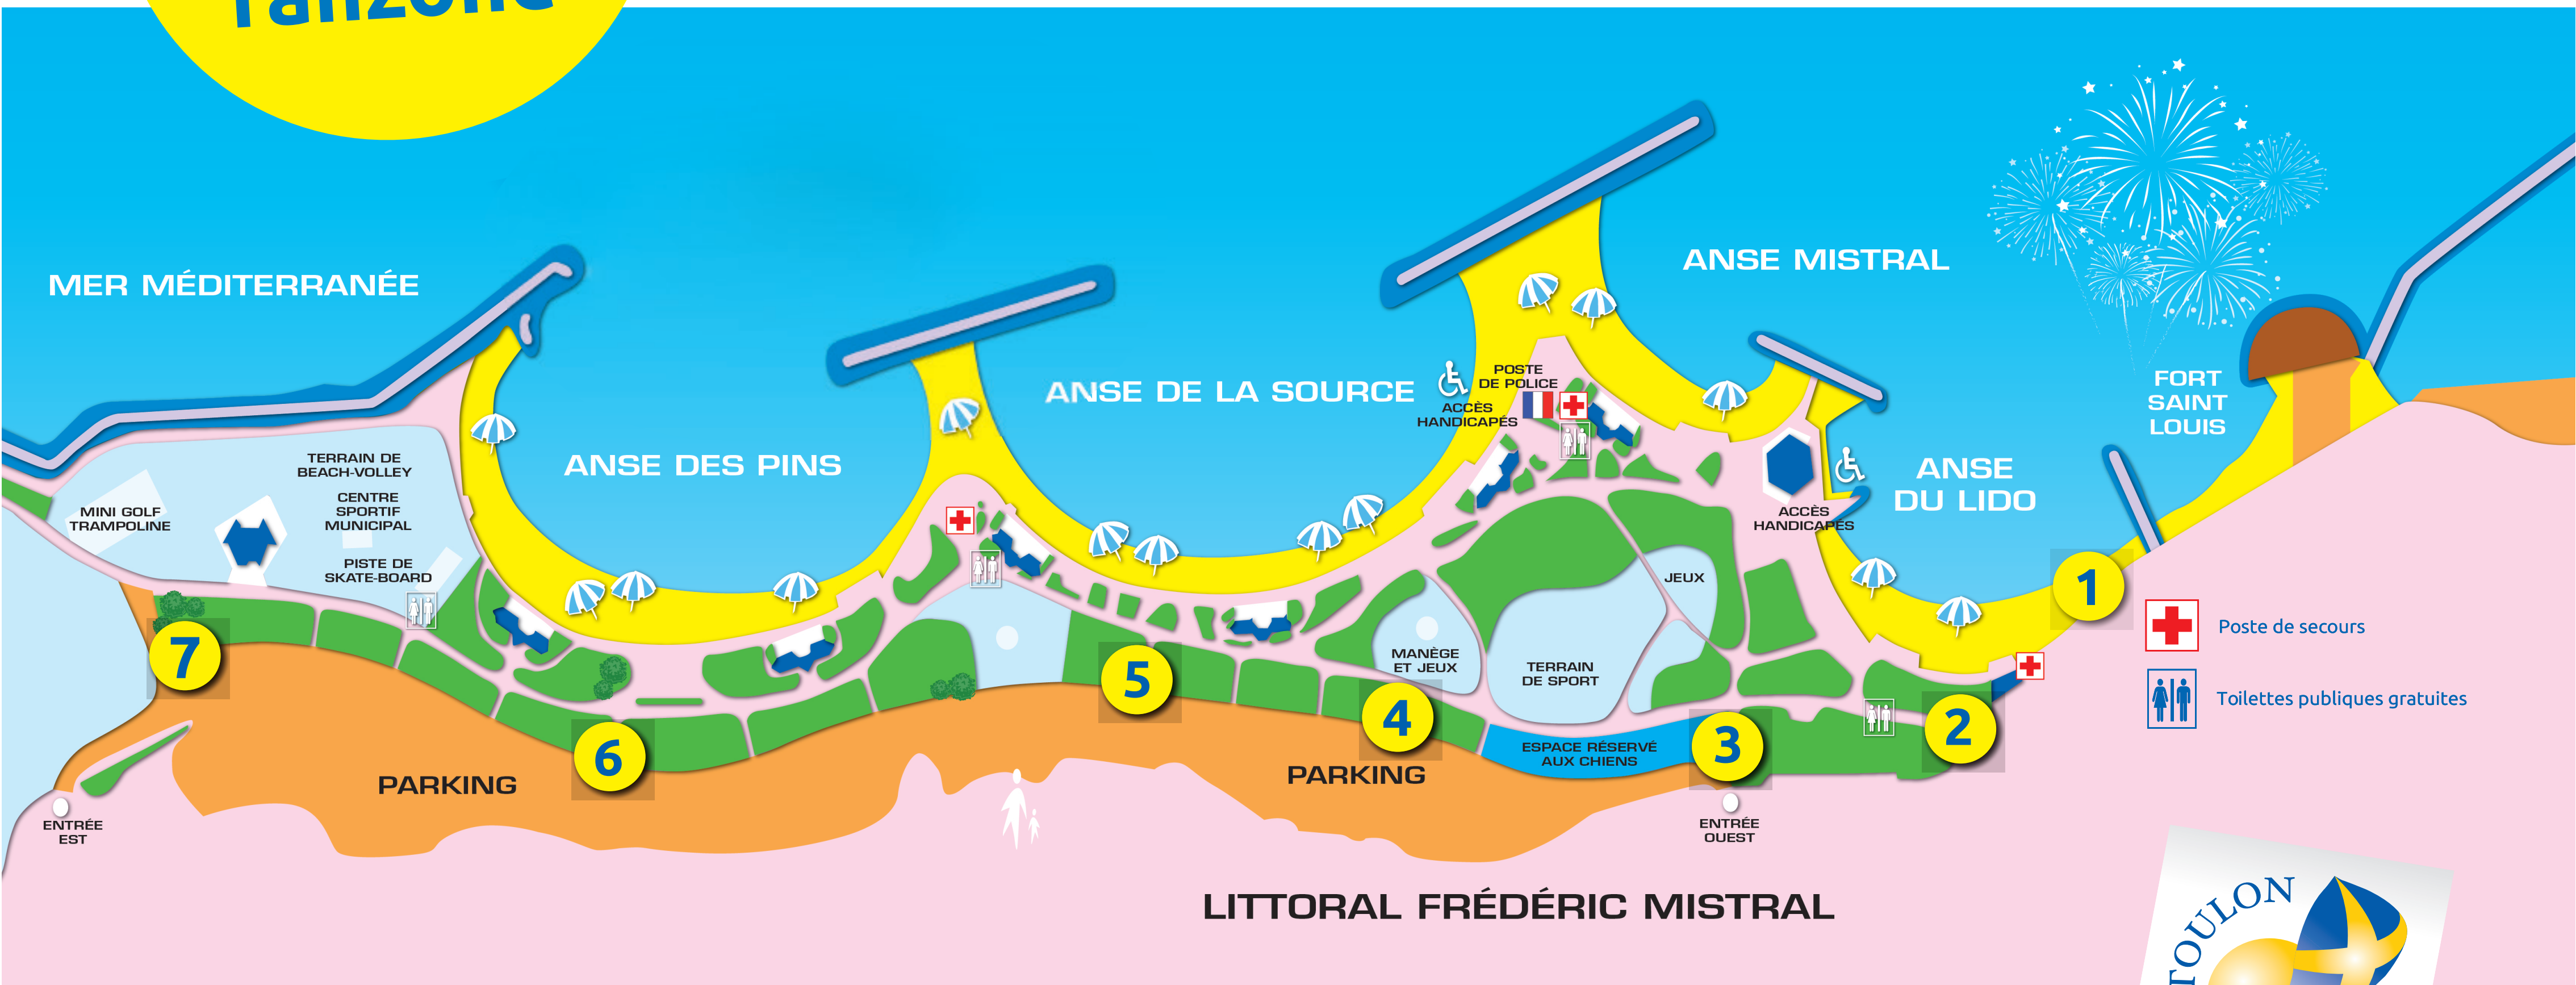 MER MÉDITERRANÉE
ANSE DES PINS
ANSE DE LA SOURCE
ANSE MISTRAL
ANSE
DU LIDO
FORT
SAINT
LOUIS
POSTE
DE POLICE
ACCÈS
HANDICAPÉS
ACCÈS
HANDICAPÉS
TERRAIN DE
BEACH-VOLLEY
CENTRE
SPORTIF
MUNICIPAL
MINI GOLF
TRAMPOLINE
PISTE DE
SKATE-BOARD
JEUX
MANÈGE
ET JEUX
TERRAIN
DE SPORT
ESPACE RÉSERVÉ
AUX CHIENS
1
2
3
4
5
6
7
PARKING
PARKING
ENTRÉE
EST
ENTRÉE
OUEST
LITTORAL FRÉDÉRIC MISTRAL
Poste de secours
Toilettes publiques gratuites
TOULON